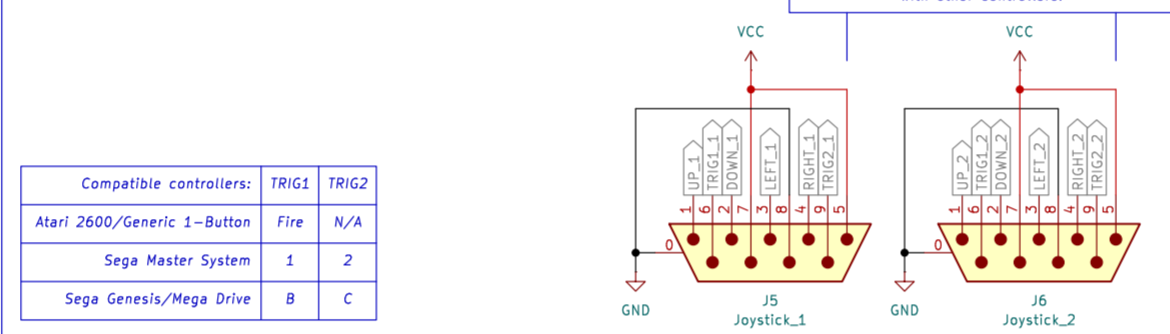 VCC VCC
UP_1 TRIG1_1 DOWN_1 LEFT_1 RIGHT_1 TRIG2_1 UP_2 TRIG1_2 DOWN_2 LEFT_2 RIGHT_2 TRIG2_2
1 6 2 7 3 8 4 9 5 1 6 2 7 3 8 4 9 5
0 0
GND GND
J5 J6
Joystick_1 Joystick_2
Compatible controllers: TRIG1 TRIG2
Atari 2600/Generic 1-Button Fire N/A
Sega Master System 1 2
Sega Genesis/Mega Drive B C